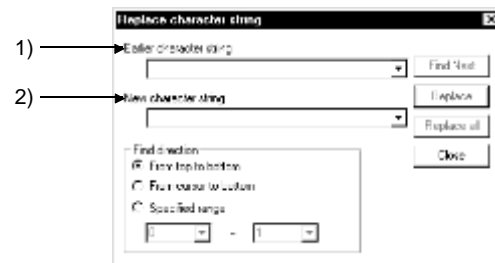 Replace character string
1)
Earlier character string
Find Next
2)
New character string
Replace
Replace all
Find direction
Close
From top to bottom
From cursor to bottom
Specified range
0 - 1